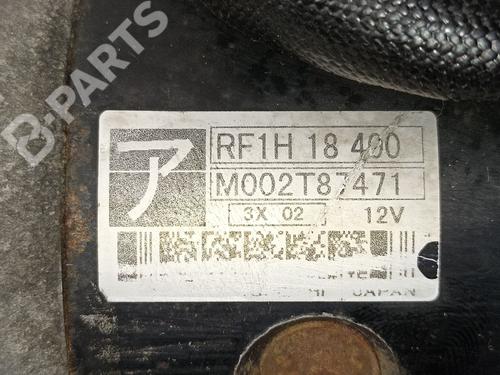 B-PARTS
ア
RF1H 18 400
M002T87471
3X 02 12V
JAPAN